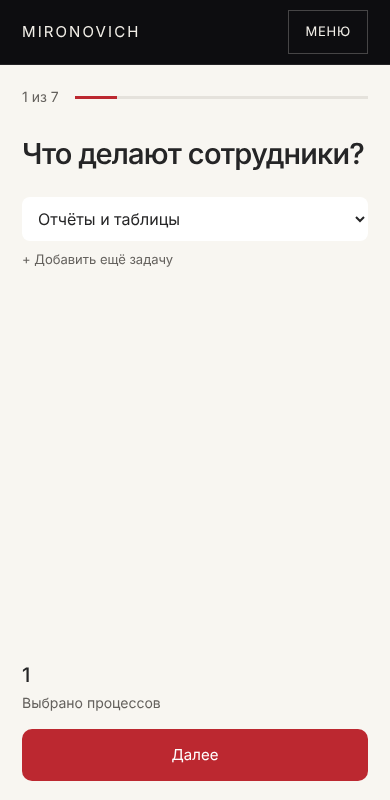 MIRONOVICH
МЕНЮ
1 из 7
Что делают сотрудники?
Отчёты и таблицы
+ Добавить ещё задачу
1
Выбрано процессов
Далее